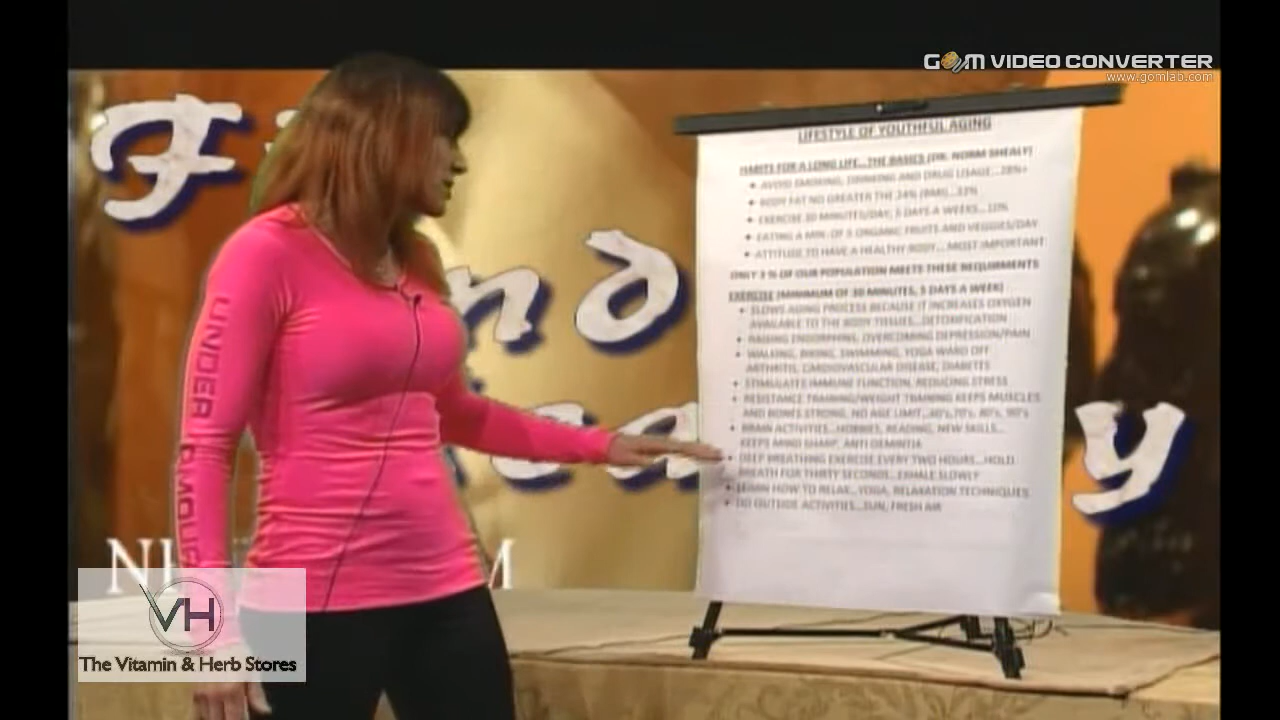 GOM VIDEO CONVERTER
www.gomlab.com
LIFESTYLE OF YOUTHFUL AGING
HABITS FOR A LONG LIFE...THE BASICS (DR. NORM SHEALY)
• AVOID SMOKING, DRINKING AND DRUG USAGE...28%+
• BODY FAT NO GREATER THE 24% (BMI)...32%
• EXERCISE 30 MINUTES/DAY, 5 DAYS A WEEKS...10%
• EATING A MIN. OF 5 ORGANIC FRUITS AND VEGGIES/DAY
• ATTITUDE TO HAVE A HEALTHY BODY... MOST IMPORTANT
ONLY 3 % OF OUR POPULATION MEETS THESE REQUIRMENTS
EXERCISE (MINIMUM OF 30 MINUTES, 5 DAYS A WEEK)
• SLOWS AGING PROCESS BECAUSE IT INCREASES OXYGEN
AVAILABLE TO THE BODY TISSUES...DETOXIFICATION
• RAISING ENDORPHINS, OVERCOMING DEPRESSION/PAIN
• WALKING, BIKING, SWIMMING, YOGA WARD OFF
ARTHRITIS, CARDIOVASCULAR DISEASE, DIABETES
• STIMULATES IMMUNE FUNCTION, REDUCING STRESS
• RESISTANCE TRAINING/WEIGHT TRAINING KEEPS MUSCLES
AND BONES STRONG, NO AGE LIMIT...60's,70's, 80's, 90's
• BRAIN ACTIVITIES...HOBBIES, READING, NEW SKILLS...
KEEPS MIND SHARP, ANTI DEMINTIA
• DEEP BREATHING EXERCISE EVERY TWO HOURS...HOLD
BREATH FOR THIRTY SECONDS...EXHALE SLOWLY
• LEARN HOW TO RELAX...YOGA, RELAXATION TECHNIQUES
• DO OUTSIDE ACTIVITIES...SUN, FRESH AIR
UNDER ARMOUR
VH
The Vitamin & Herb Stores